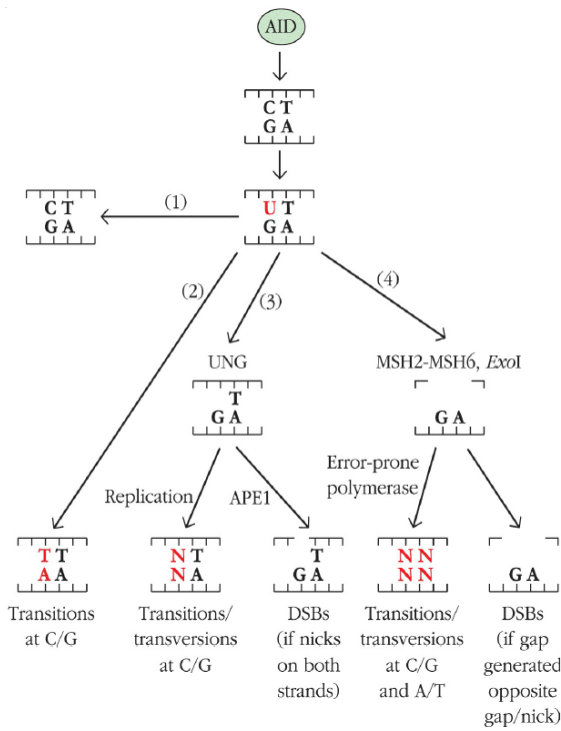 AID
C T
G A
C T
G A
(1)
U T
G A
(2)
(3)
(4)
UNG
T
G A
MSH2-MSH6, ExoI
G A
Replication
APE1
Error-prone
polymerase
T T
A A
Transitions
at C/G
N T
N A
Transitions/
transversions
at C/G
T
G A
DSBs
(if nicks
on both
strands)
N N
N N
Transitions/
transversions
at C/G
and A/T
G A
DSBs
(if gap
generated
opposite
gap/nick)